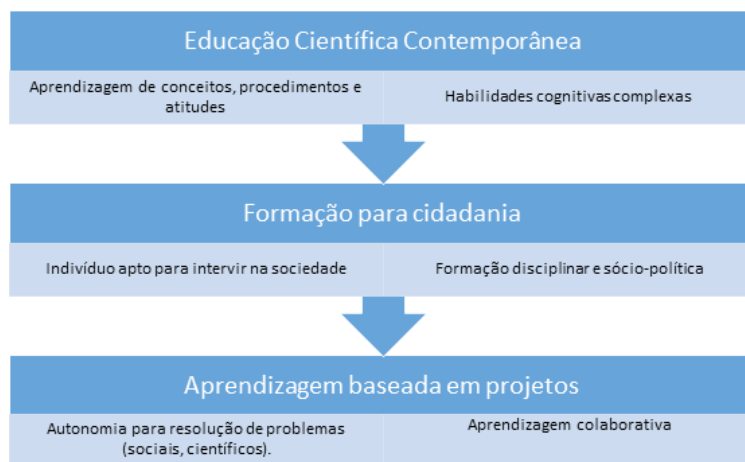 Educação Científica Contemporânea
Aprendizagem de conceitos, procedimentos e
atitudes
Habilidades cognitivas complexas
Formação para cidadania
Indivíduo apto para intervir na sociedade
Formação disciplinar e sócio-política
Aprendizagem baseada em projetos
Autonomia para resolução de problemas
(sociais, científicos).
Aprendizagem colaborativa